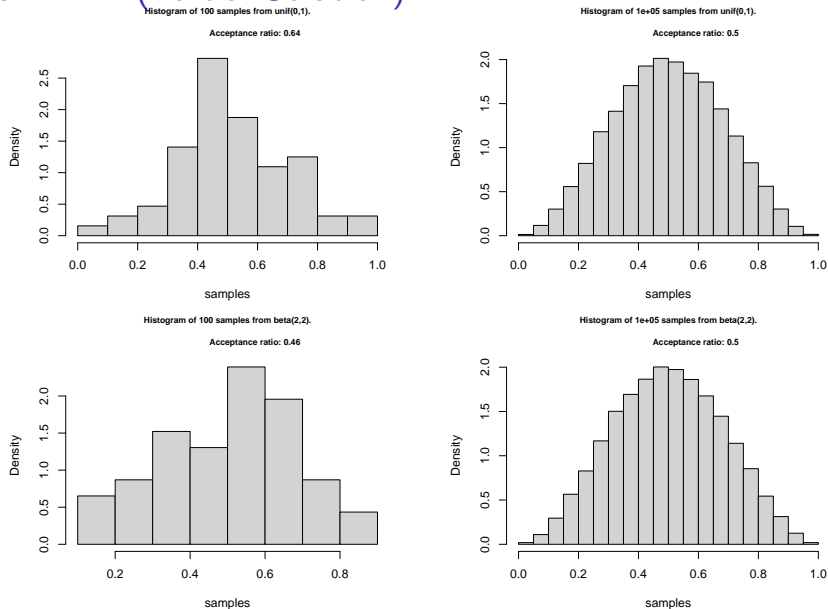 Histogram of 100 samples from unif(0,1).
Acceptance ratio: 0.64
Density
0.0 0.5 1.0 1.5 2.0 2.5
0.0 0.2 0.4 0.6 0.8 1.0
samples
Histogram of 1e+05 samples from unif(0,1).
Acceptance ratio: 0.5
Density
0.0 0.5 1.0 1.5 2.0
0.0 0.2 0.4 0.6 0.8 1.0
samples
Histogram of 100 samples from beta(2,2).
Acceptance ratio: 0.46
Density
0.0 0.5 1.0 1.5 2.0
0.2 0.4 0.6 0.8
samples
Histogram of 1e+05 samples from beta(2,2).
Acceptance ratio: 0.5
Density
0.0 0.5 1.0 1.5 2.0
0.0 0.2 0.4 0.6 0.8 1.0
samples